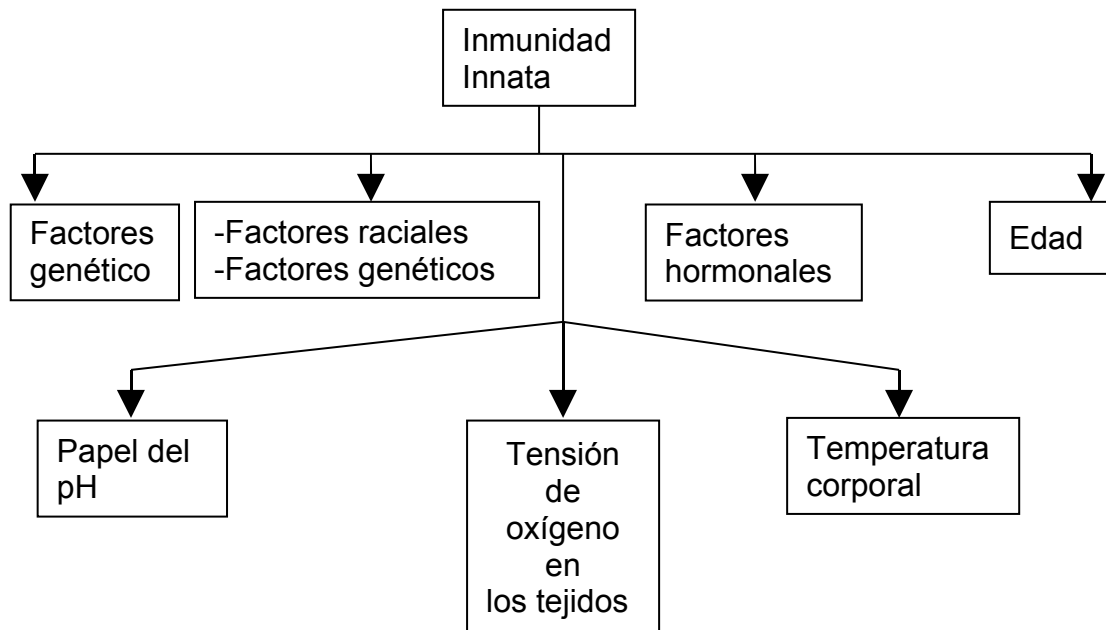 Inmunidad
Innata
Factores
genético
-Factores raciales
-Factores genéticos
Factores
hormonales
Edad
Papel del
pH
Tensión
de
oxígeno
en
los tejidos
Temperatura
corporal